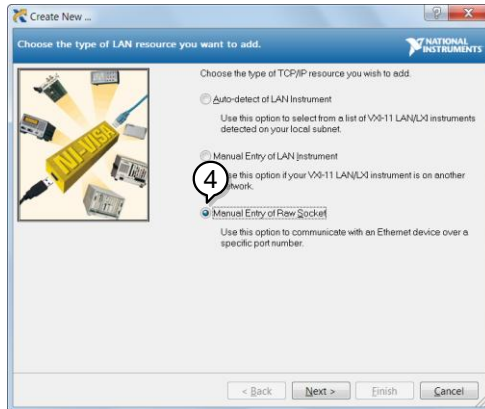 Create New ...
Choose the type of LAN resource you want to add.
NATIONAL
INSTRUMENTS
NI-VISA
Choose the type of TCP/IP resource you wish to add.
Auto-detect of LAN Instrument
Use this option to select from a list of VXI-11 LAN/LXI instruments
detected on your local subnet.
Manual Entry of LAN Instrument
4
this option if your VXI-11 LAN/LXI instrument is on another
network.
Manual Entry of Raw Socket
Use this option to communicate with an Ethernet device over a
specific port number.
< Back
Next >
Finish
Cancel